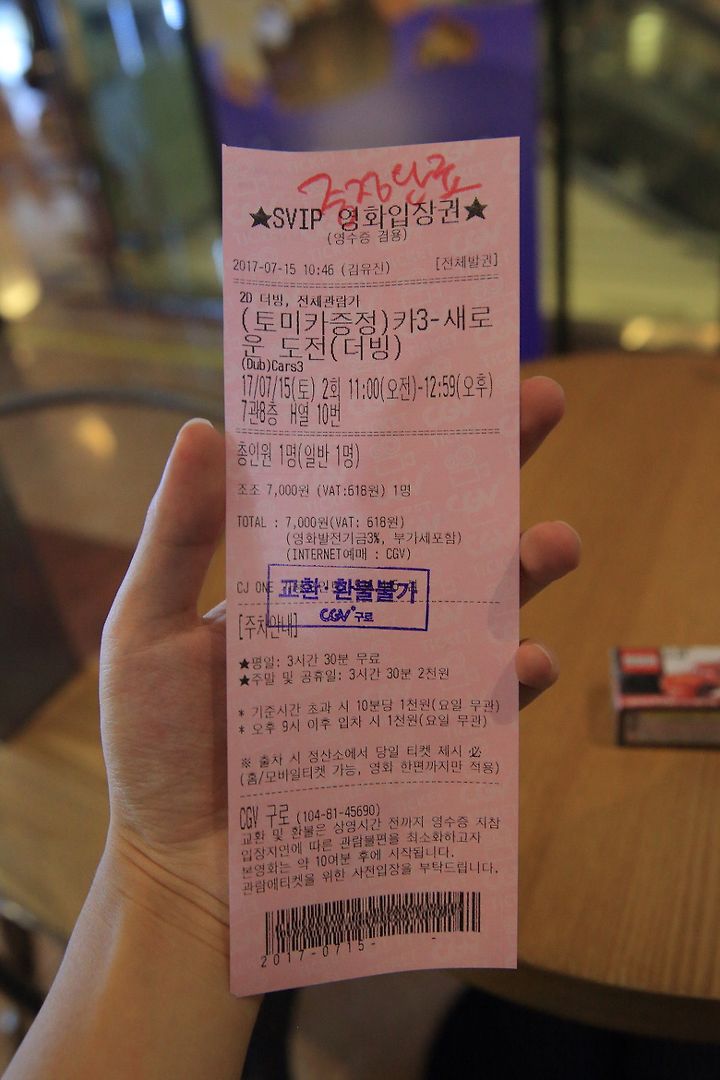 증정완료
★SVIP 영화입장권★
(영수증 겸용)
2017-07-15 10:46 (김유진) [전체발권]
2D 더빙, 전체관람가
(토미카증정)카3-새로
운 도전(더빙)
(Dub)Cars3
17/07/15(토) 2회 11:00(오전)-12:59(오후)
7관8층 H열 10번
총인원 1명(일반 1명)
조조 7,000원 (VAT:618원) 1명
TOTAL : 7,000원(VAT: 618원)
(영화발전기금3%, 부가세포함)
(INTERNET예매 : CGV)
CJ ONE
교환·환불불가
CGV 구로
[주차안내]
★평일: 3시간 30분 무료
★주말 및 공휴일: 3시간 30분 2천원
* 기준시간 초과 시 10분당 1천원(요일 무관)
* 오후 9시 이후 입차 시 1천원(요일 무관)
※ 출차 시 정산소에서 당일 티켓 제시 必
(홈/모바일티켓 가능, 영화 한편까지만 적용)
CGV 구로 (104-81-45690)
교환 및 환불은 상영시간 전까지 영수증 지참
입장지연에 따른 관람불편을 최소화하고자
본영화는 약 10여분 후에 시작됩니다.
관람에티켓을 위한 사전입장을 부탁드립니다.
2017-0715- -